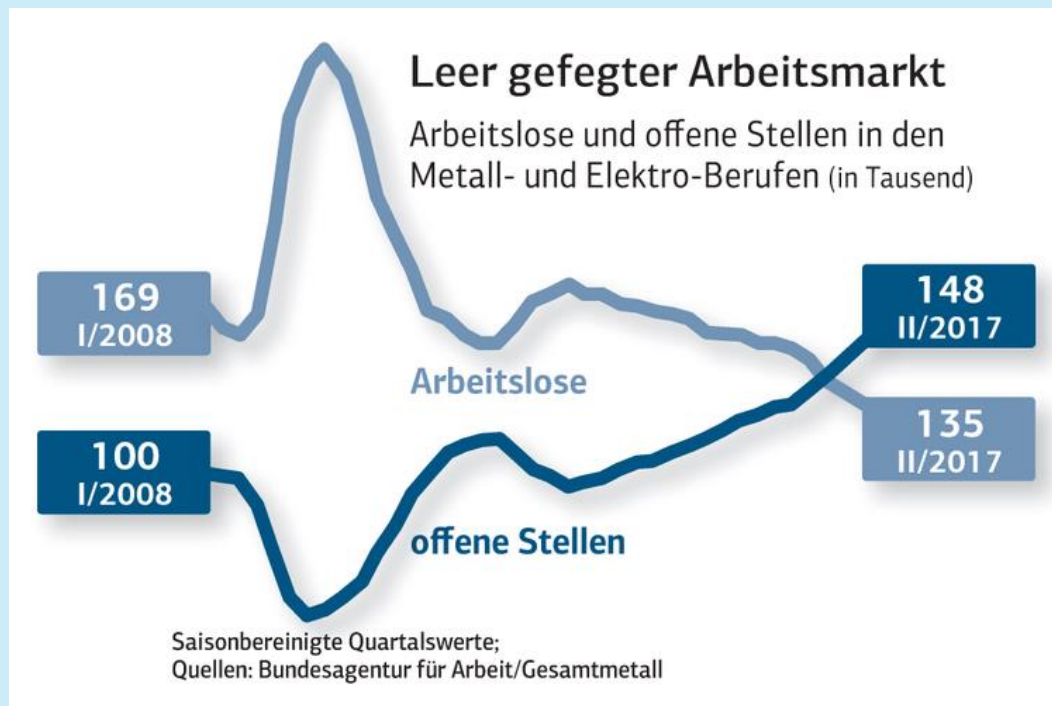 Leer gefegter Arbeitsmarkt
Arbeitslose und offene Stellen in den
Metall- und Elektro-Berufen (in Tausend)
169
I/2008
148
II/2017
Arbeitslose
135
II/2017
100
I/2008
offene Stellen
Saisonbereinigte Quartalswerte;
Quellen: Bundesagentur für Arbeit/Gesamtmetall